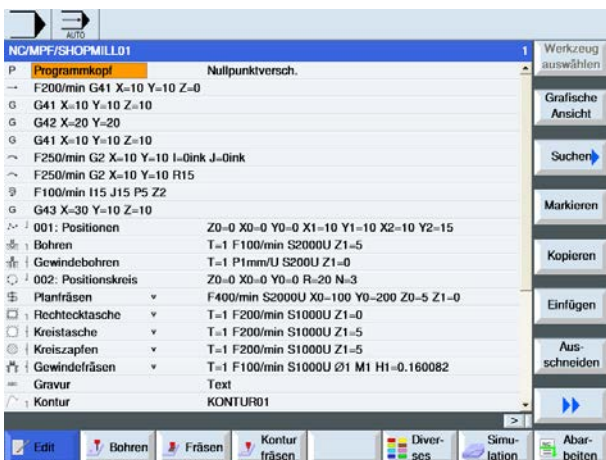 AUTO
NC/MPF/SHOPMILL01 1
P Programmkopf Nullpunktversch.
F200/min G41 X=10 Y=10 Z=0
G G41 X=10 Y=10 Z=10
G G42 X=20 Y=20
G G41 X=10 Y=10 Z=10
F250/min G2 X=10 Y=10 I=0ink J=0ink
F250/min G2 X=10 Y=10 R15
F100/min I15 J15 P5 Z2
G G43 X=30 Y=10 Z=10
001: Positionen Z0=0 X0=0 Y0=0 X1=10 Y1=10 X2=10 Y2=15
Bohren T=1 F100/min S2000U Z1=5
Gewindebohren T=1 P1mm/U S200U Z1=0
002: Positionskreis Z0=0 X0=0 Y0=0 R=20 N=3
Planfräsen v F400/min S2000U X0=100 Y0=200 Z0=5 Z1=0
Rechtecktasche v T=1 F200/min S1000U Z1=0
Kreistasche v T=1 F200/min S1000U Z1=5
Kreiszapfen v T=1 F200/min S1000U Z1=5
Gewindefräsen v T=1 F100/min S1000U Ø1 M1 H1=0.160082
Gravur Text
Kontur KONTUR01
>
Werkzeug
auswählen
Grafische
Ansicht
Suchen
Markieren
Kopieren
Einfügen
Aus-
schneiden
Edit
Bohren
Fräsen
Kontur
fräsen
Diver-
ses
Simu-
lation
Abar-
beiten